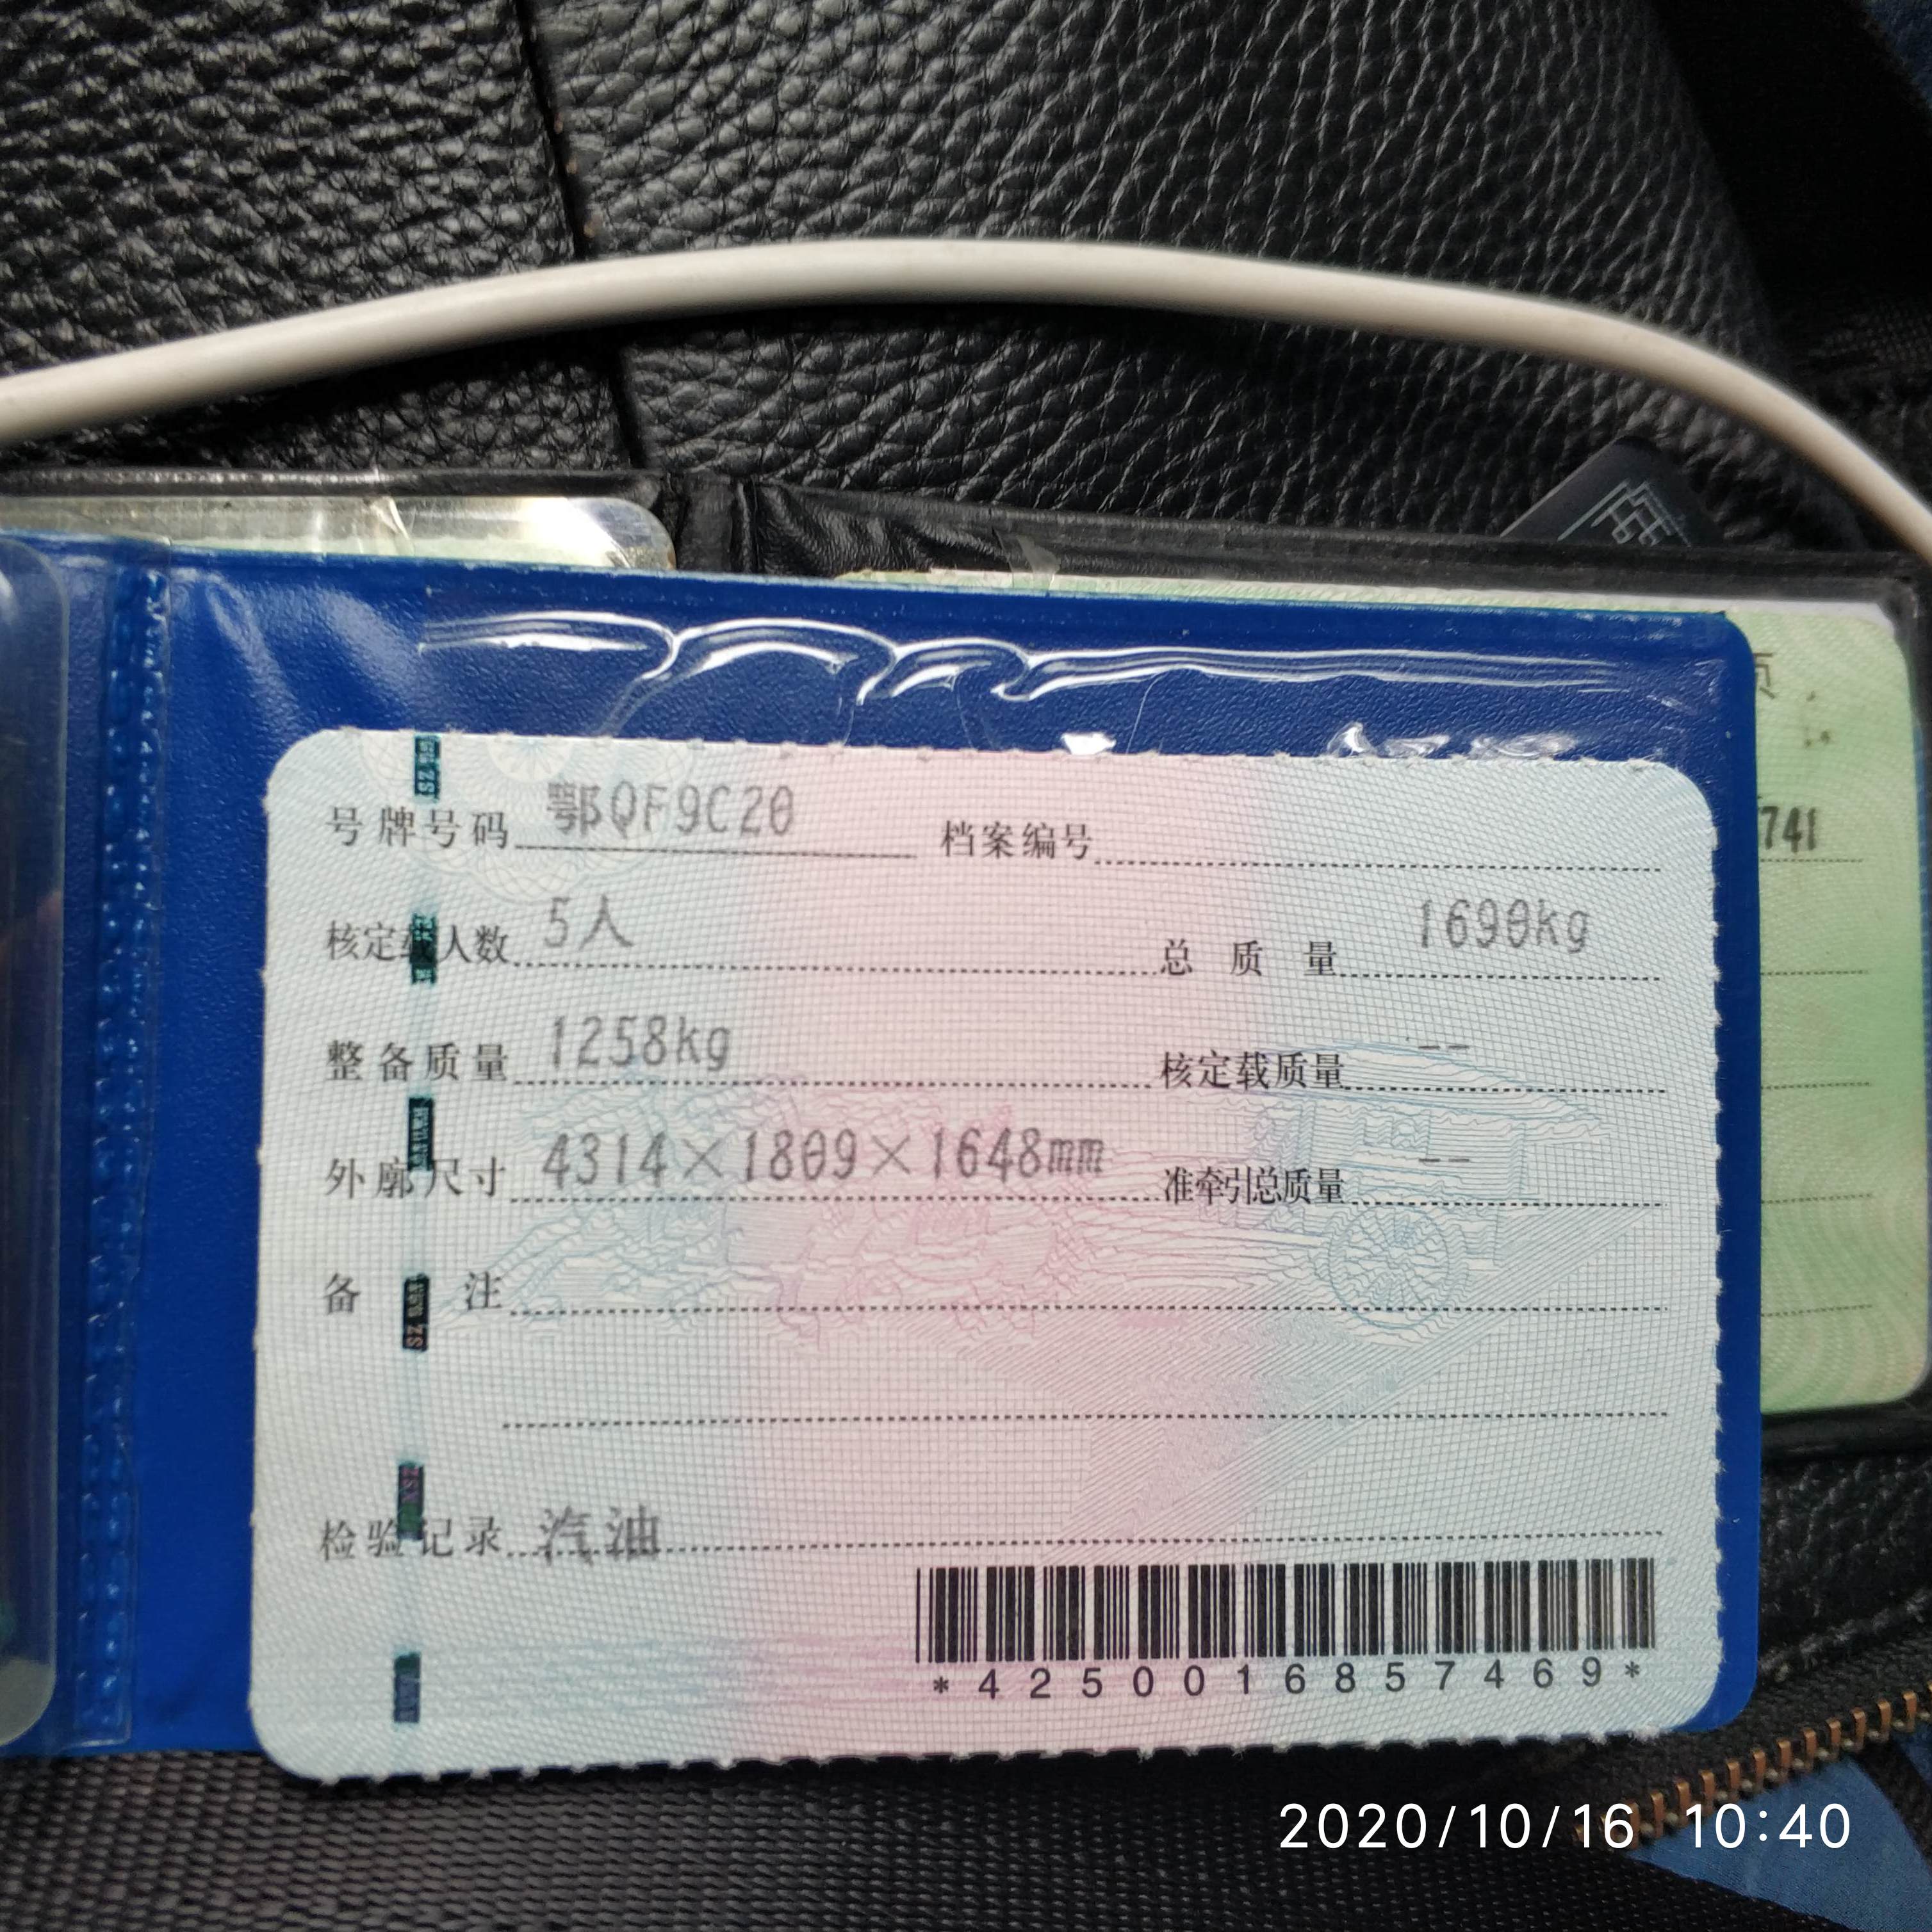 号牌号码 鄂QF9C20 档案编号
核定载人数 5人 总质量 1690kg
整备质量 1258kg 核定载质量 --
外廓尺寸 4314×1809×1648mm 准牵引总质量 --
备注
检验记录 汽油
*4250016857469*
741
2020/10/16 10:40